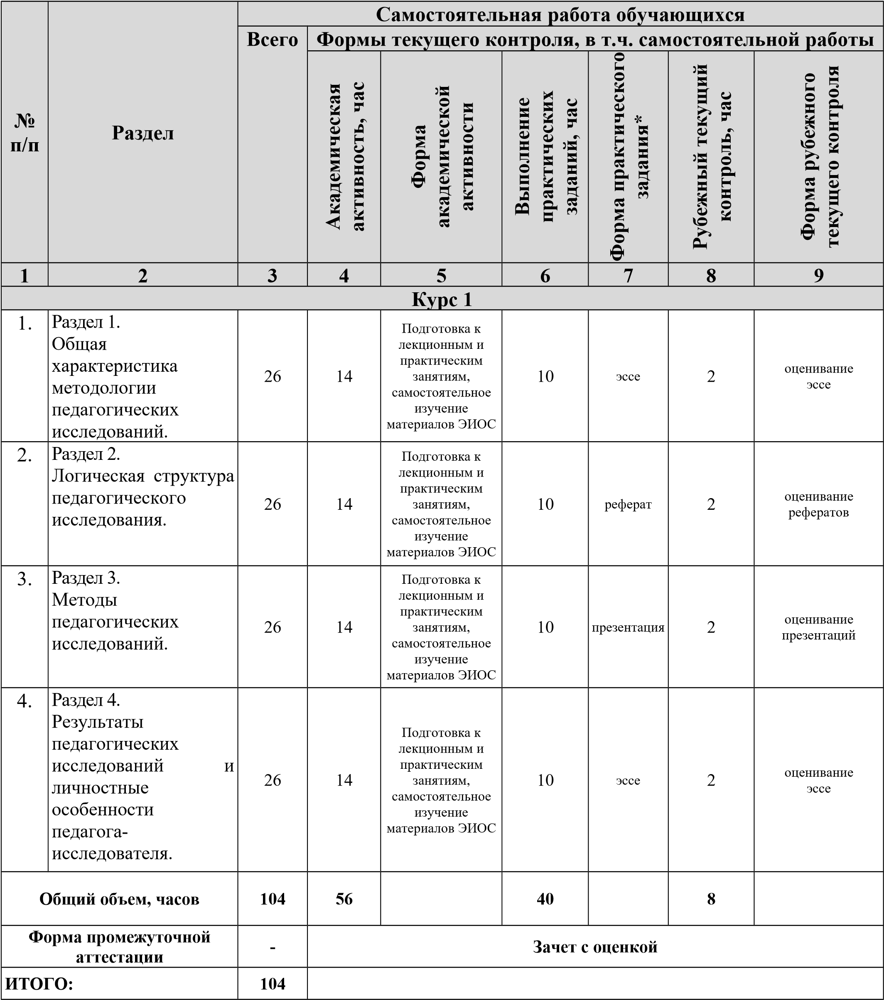 №
п/п
Раздел
Самостоятельная работа обучающихся
Всего
Формы текущего контроля, в т.ч. самостоятельной работы
Академическая
активность, час
Форма
академической
активности
Выполнение
практических
заданий, час
Форма практического
задания*
Рубежный текущий
контроль, час
Форма рубежного
текущего контроля
1 2 3 4 5 6 7 8 9
Курс 1
1.
Раздел 1.
Общая
характеристика
методологии
педагогических
исследований.
26
14
Подготовка к
лекционным и
практическим
занятиям,
самостоятельное
изучение
материалов ЭИОС
10
эссе
2
оценивание
эссе
2.
Раздел 2.
Логическая структура
педагогического
исследования.
26
14
Подготовка к
лекционным и
практическим
занятиям,
самостоятельное
изучение
материалов ЭИОС
10
реферат
2
оценивание
рефератов
3.
Раздел 3.
Методы
педагогических
исследований.
26
14
Подготовка к
лекционным и
практическим
занятиям,
самостоятельное
изучение
материалов ЭИОС
10
презентация
2
оценивание
презентаций
4.
Раздел 4.
Результаты
педагогических
исследований и
личностные
особенности
педагога-
исследователя.
26
14
Подготовка к
лекционным и
практическим
занятиям,
самостоятельное
изучение
материалов ЭИОС
10
эссе
2
оценивание
эссе
Общий объем, часов 104 56 40 8
Форма промежуточной
аттестации
-
Зачет с оценкой
ИТОГО: 104